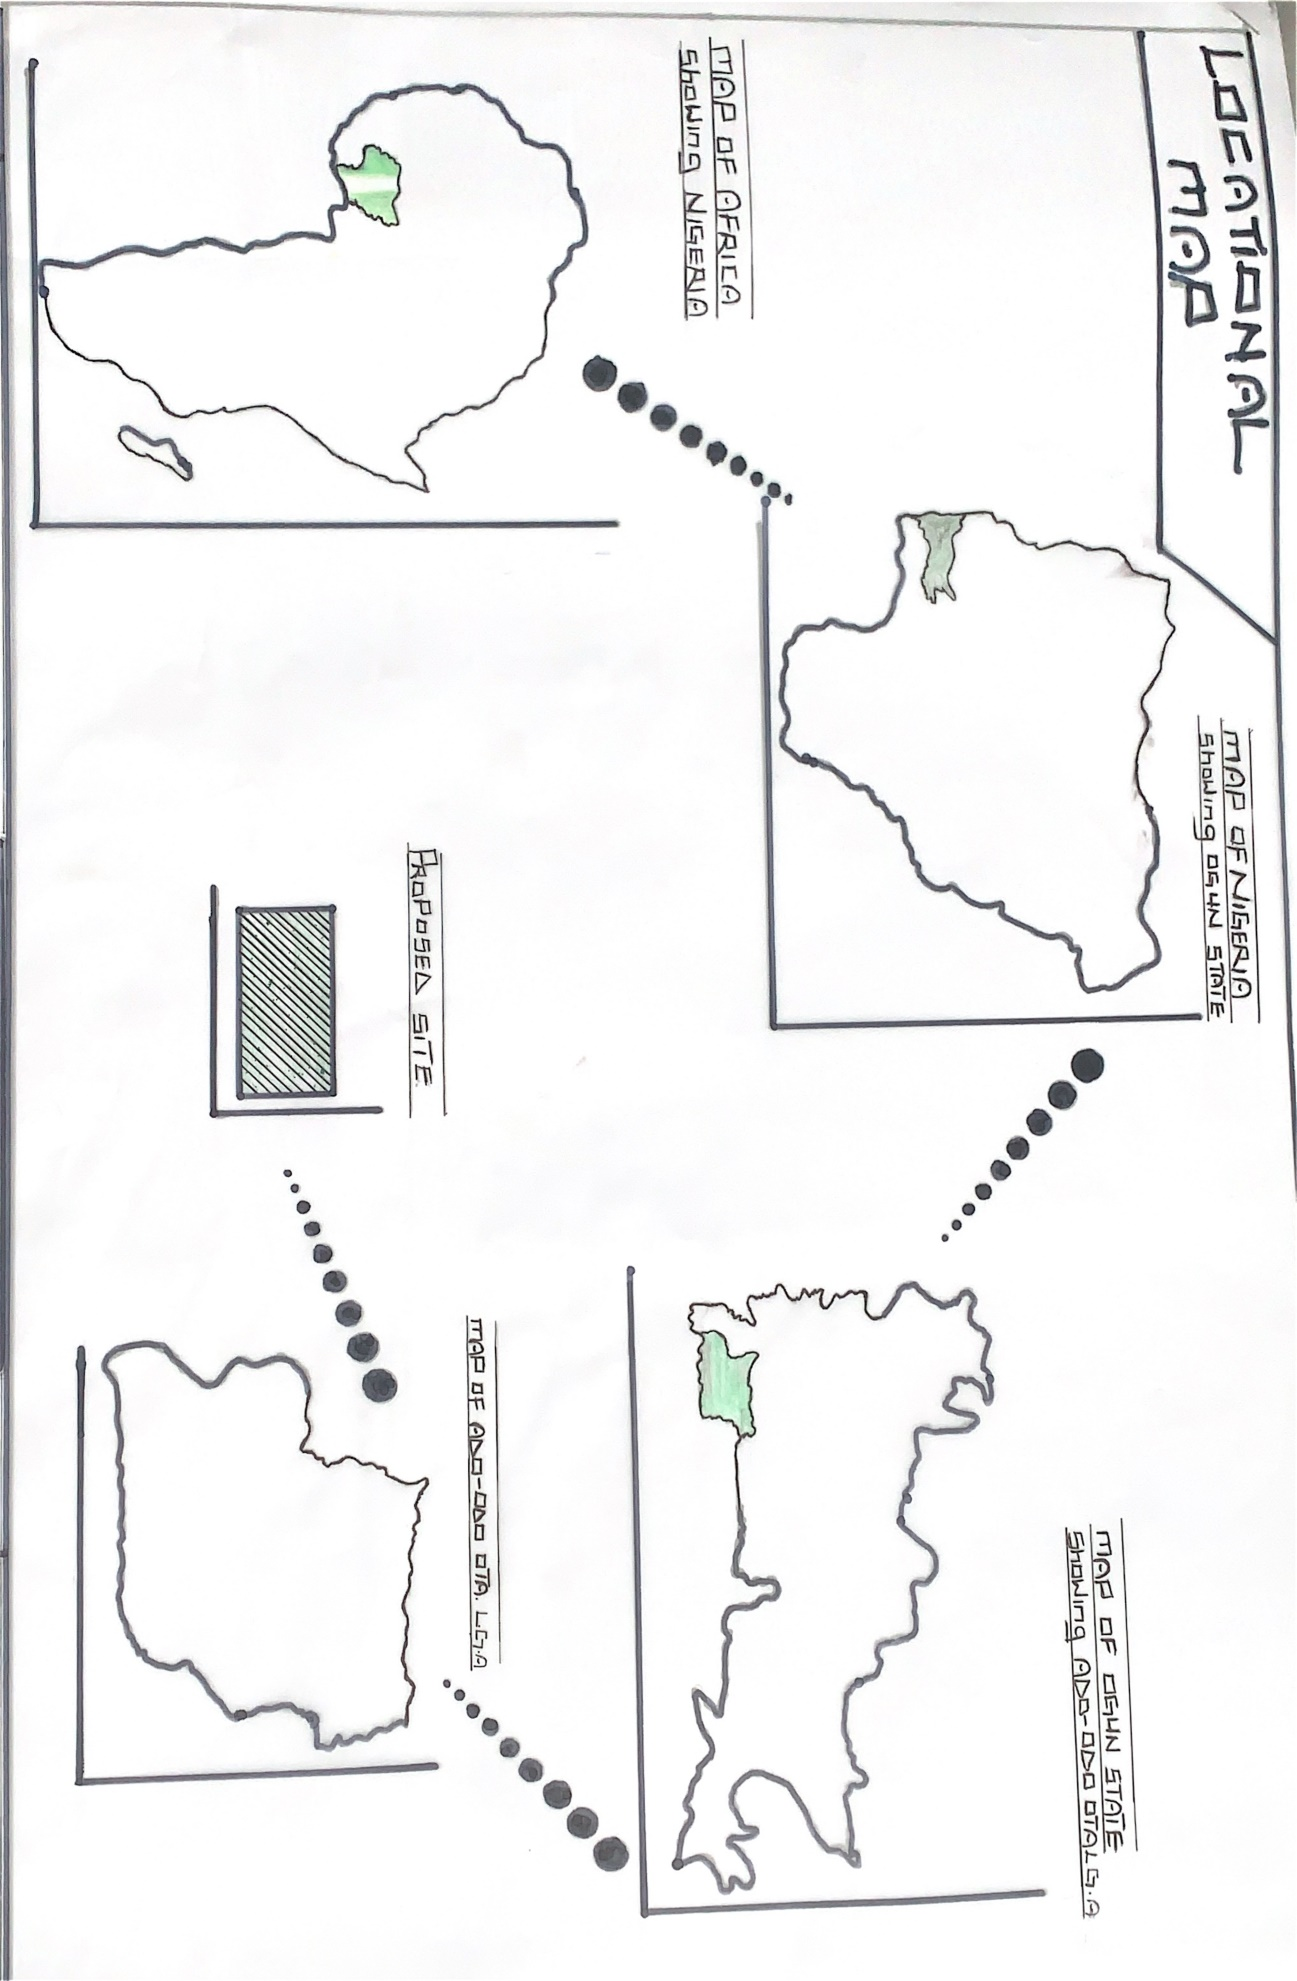 LOCATIONAL
MAP
MAP OF AFRICA
showing NIGERIA
MAP OF NIGERIA
showing OGUN STATE
MAP OF OGUN STATE
showing ADO-ODO OTA L.G.A
MAP OF ADO-ODO OTA. L.G.A
PROPOSED SITE